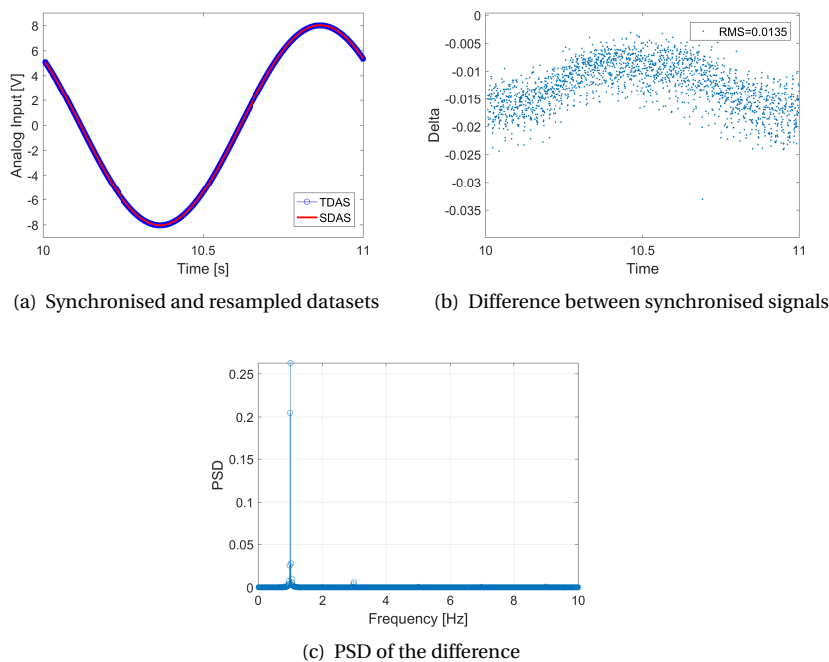 8
6
4
2
0
-2
-4
-6
-8
Analog Input [V]
TDAS
SDAS
10
10.5
11
Time [s]
(a) Synchronised and resampled datasets
0
-0.005
-0.01
-0.015
-0.02
-0.025
-0.03
-0.035
Delta
RMS=0.0135
10
10.5
11
Time
(b) Difference between synchronised signals
0.25
0.2
0.15
0.1
0.05
0
PSD
0
2
4
6
8
10
Frequency [Hz]
(c) PSD of the difference